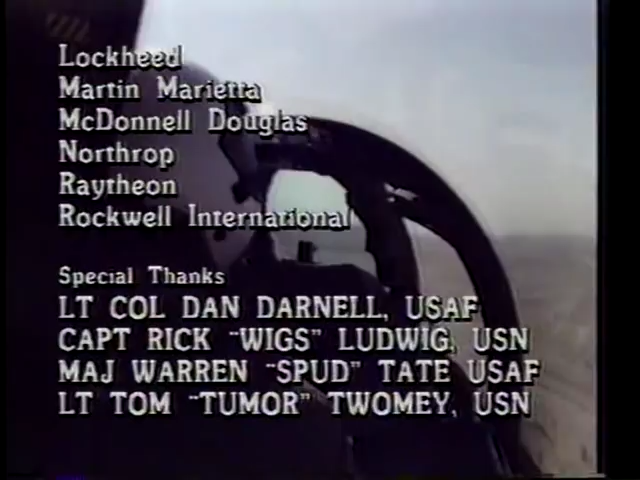 Lockheed
Martin Marietta
McDonnell Douglas
Northrop
Raytheon
Rockwell International
Special Thanks
LT COL DAN DARNELL, USAF
CAPT RICK "WIGS" LUDWIG, USN
MAJ WARREN "SPUD" TATE USAF
LT TOM "TUMOR" TWOMEY, USN